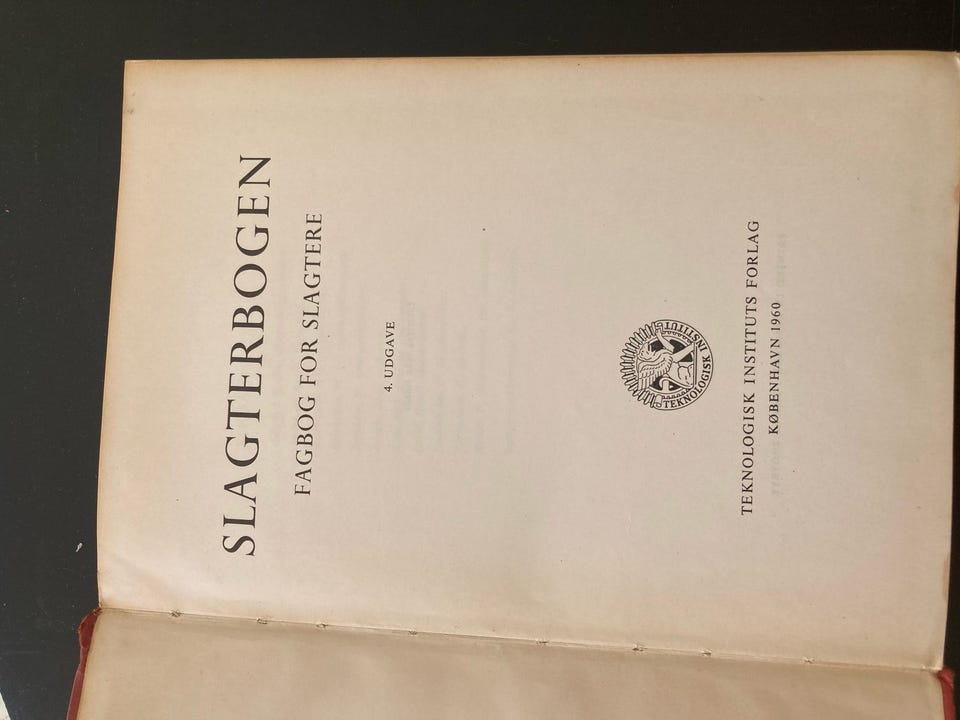 SLAGTERBOGEN
FAGBOG FOR SLAGTERE
4. UDGAVE
TEKNOLOGISK INSTITUT
TEKNOLOGISK INSTITUTS FORLAG
KØBENHAVN 1960